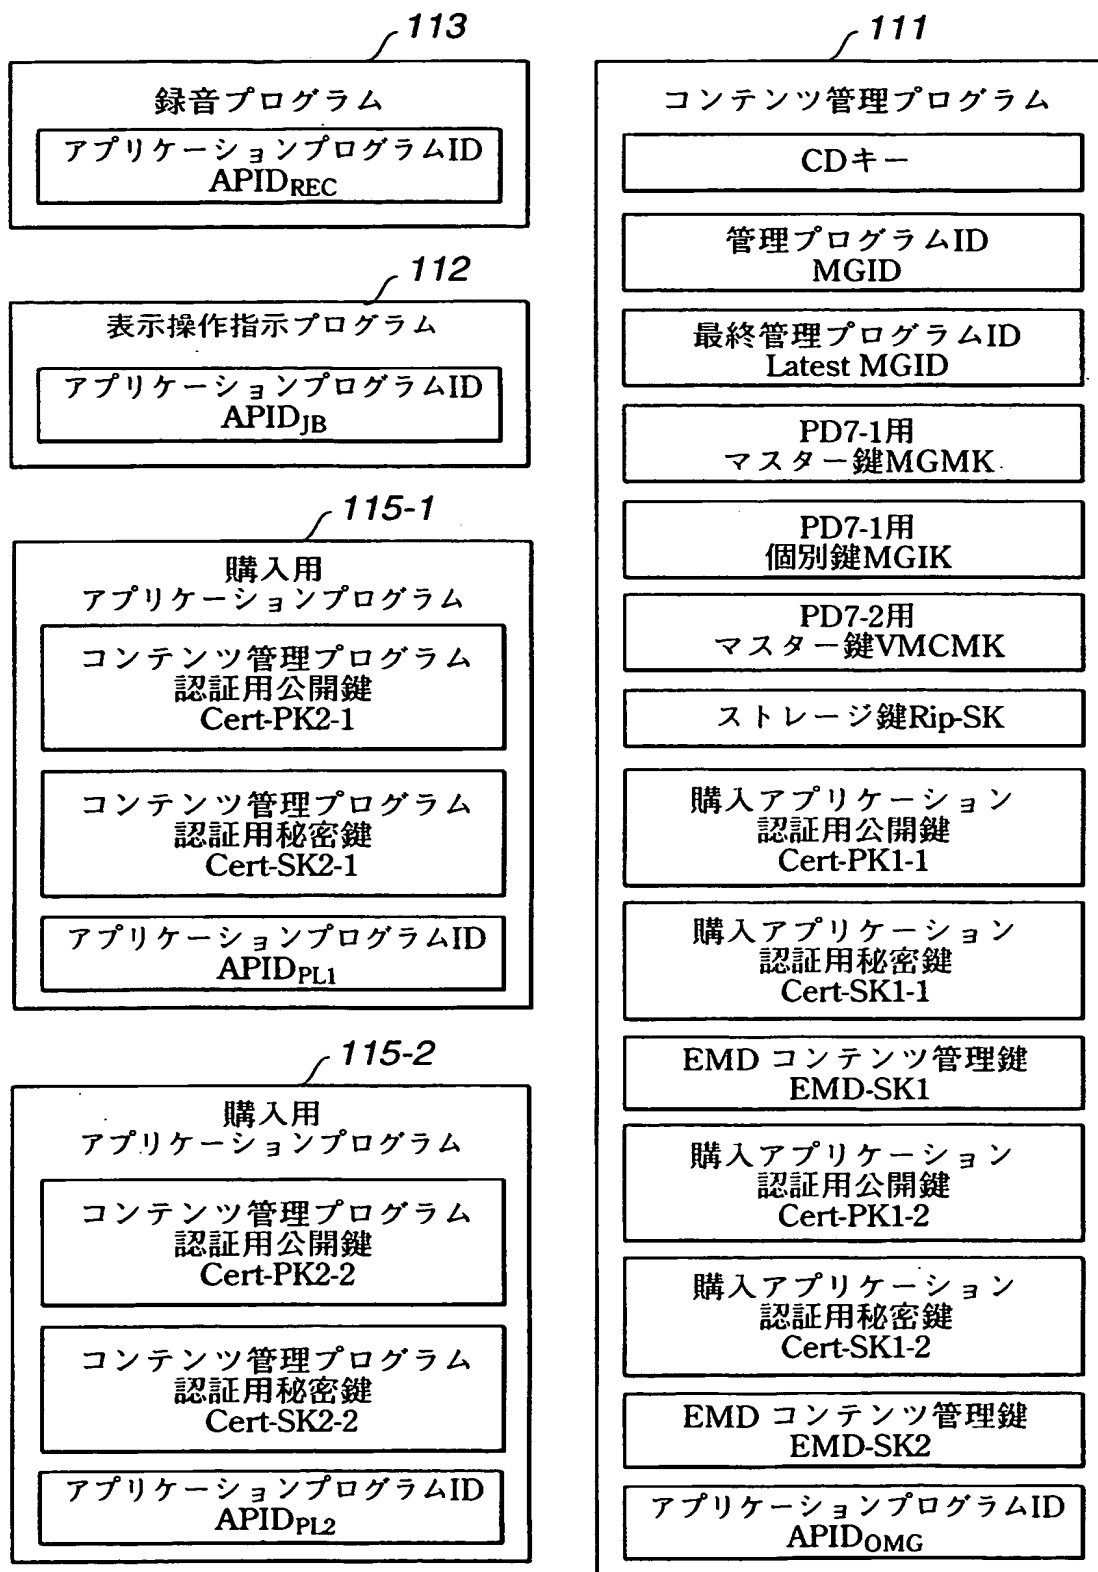 113
録音プログラム
アプリケーションプログラムID
APIDREC
112
表示操作指示プログラム
アプリケーションプログラムID
APIDJB
115-1
購入用
アプリケーションプログラム
コンテンツ管理プログラム
認証用公開鍵
Cert-PK2-1
コンテンツ管理プログラム
認証用秘密鍵
Cert-SK2-1
アプリケーションプログラムID
APIDPL1
115-2
購入用
アプリケーションプログラム
コンテンツ管理プログラム
認証用公開鍵
Cert-PK2-2
コンテンツ管理プログラム
認証用秘密鍵
Cert-SK2-2
アプリケーションプログラムID
APIDPL2
111
コンテンツ管理プログラム
CDキー
管理プログラムID
MGID
最終管理プログラムID
Latest MGID
PD7-1用
マスター鍵MGMK
PD7-1用
個別鍵MGIK
PD7-2用
マスター鍵VMCMK
ストレージ鍵Rip-SK
購入アプリケーション
認証用公開鍵
Cert-PK1-1
購入アプリケーション
認証用秘密鍵
Cert-SK1-1
EMD コンテンツ管理鍵
EMD-SK1
購入アプリケーション
認証用公開鍵
Cert-PK1-2
購入アプリケーション
認証用秘密鍵
Cert-SK1-2
EMD コンテンツ管理鍵
EMD-SK2
アプリケーションプログラムID
APIDOMG